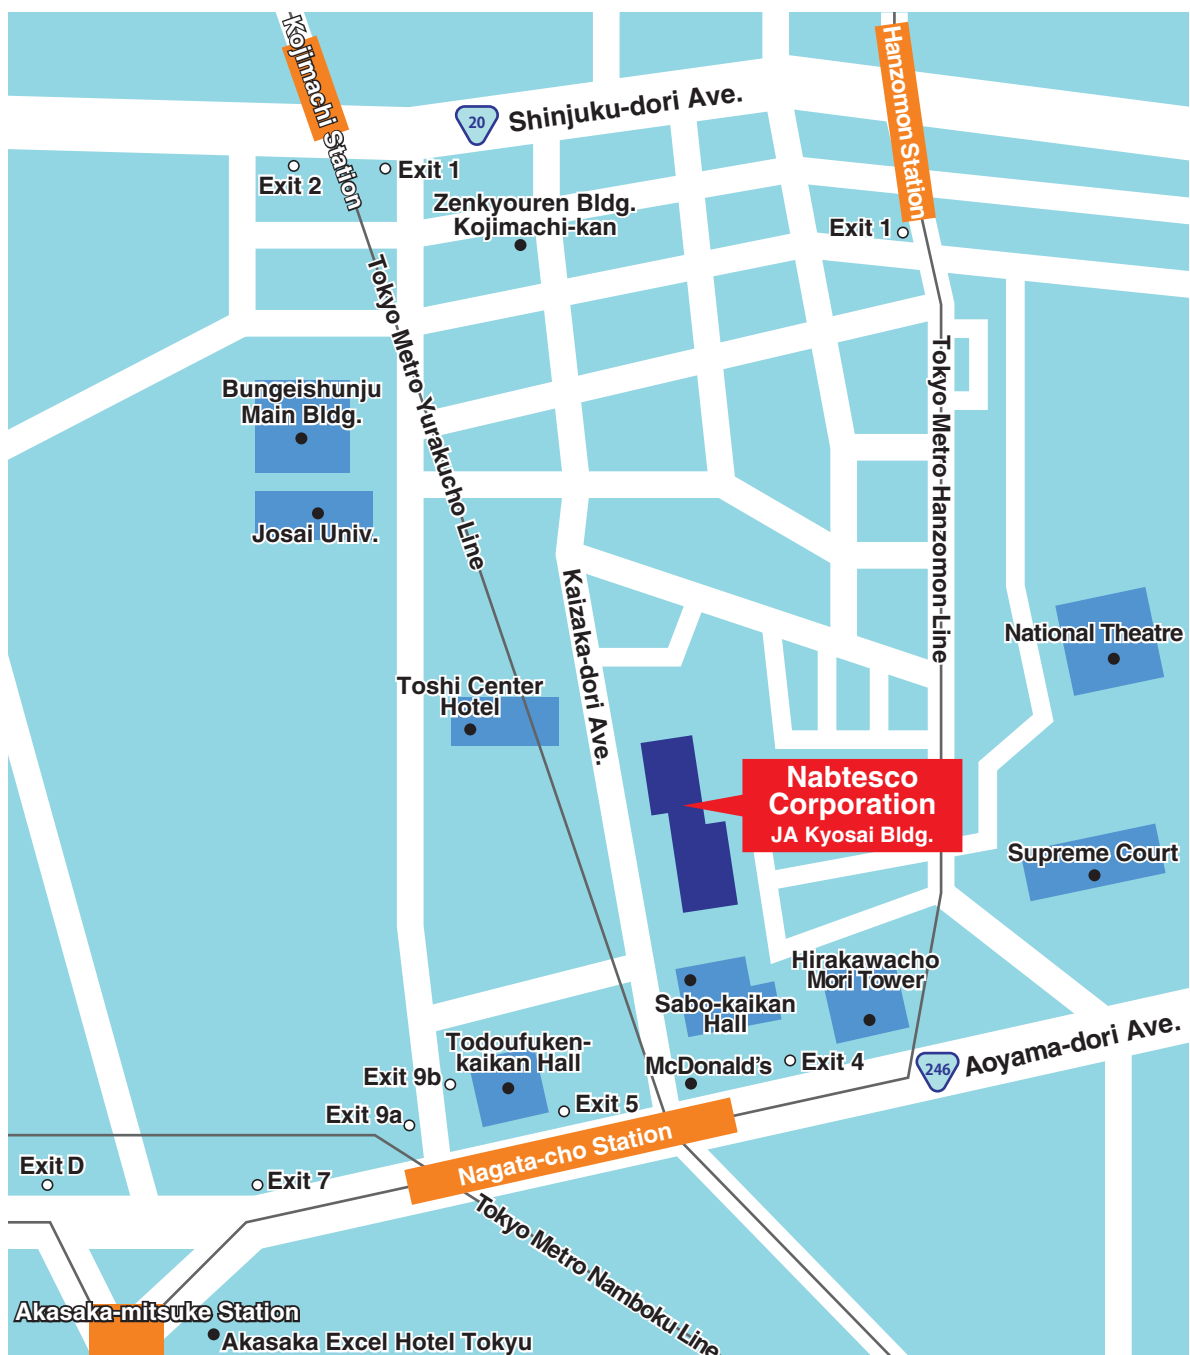 Kojimachi Station
Hanzomon Station
20
Shinjuku-dori Ave.
Exit 2
Exit 1
Zenkyouren Bldg.
Kojimachi-kan
Exit 1
Tokyo-Metro-Yurakucho-Line
Tokyo-Metro-Hanzomon-Line
Bungeishunju
Main Bldg.
Josai Univ.
Kaizaka-dori Ave.
National Theatre
Toshi Center
Hotel
Nabtesco
Corporation
JA Kyosai Bldg.
Supreme Court
Hirakawacho
Mori Tower
Sabo-kaikan
Hall
Todoufuken-
kaikan Hall
McDonald's
Exit 4
246
Aoyama-dori Ave.
Exit 9b
Exit 5
Exit 9a
Nagata-cho Station
Exit D
Exit 7
Tokyo Metro Namboku Line
Akasaka-mitsuke Station
Akasaka Excel Hotel Tokyu